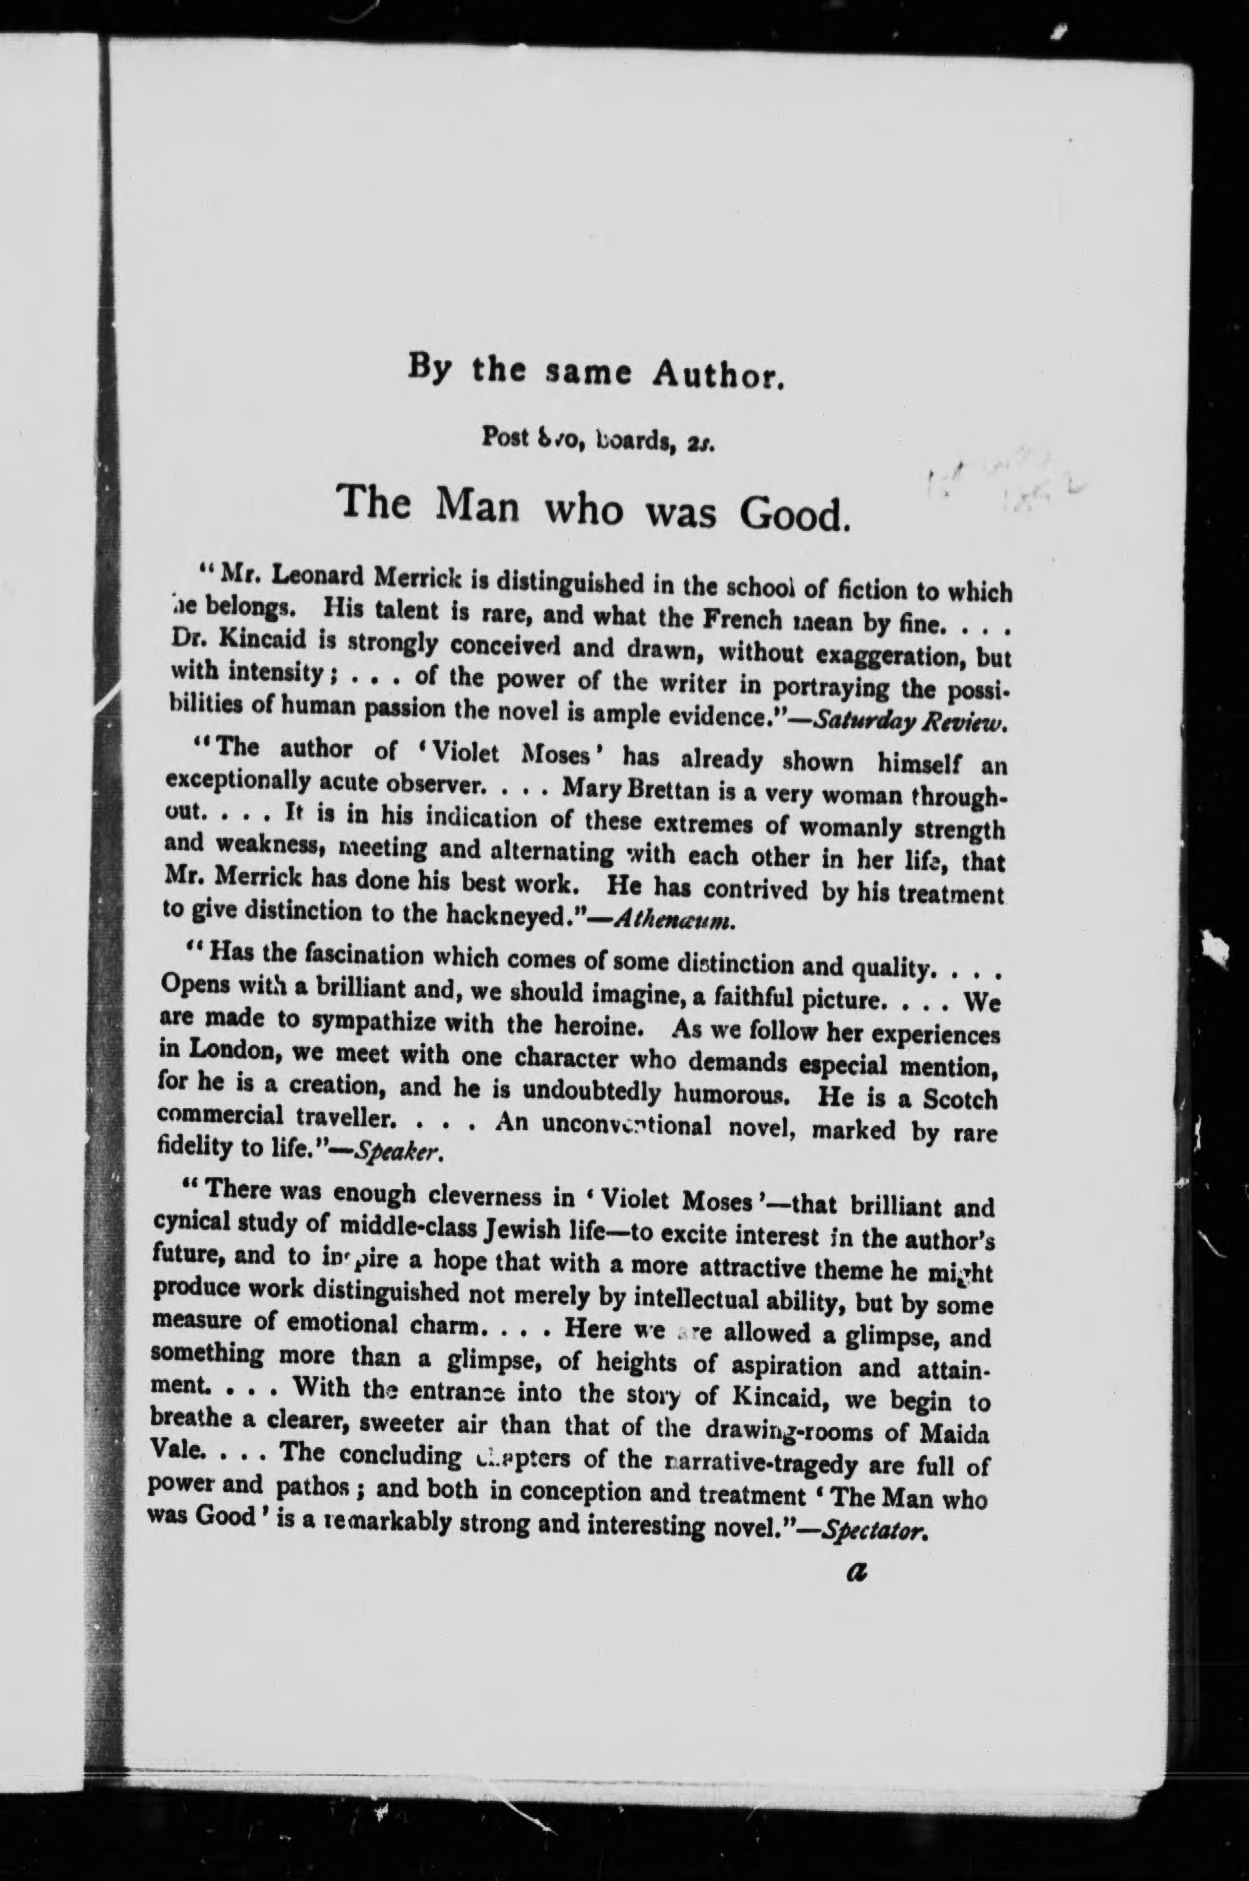 By the same Author.
Post 8vo, boards, 2s.
The Man who was Good.
"Mr. Leonard Merrick is distinguished in the school of fiction to which
he belongs. His talent is rare, and what the French mean by fine. . . .
Dr. Kincaid is strongly conceived and drawn, without exaggeration, but
with intensity; . . . of the power of the writer in portraying the possi-
bilities of human passion the novel is ample evidence."—Saturday Review.
"The author of 'Violet Moses' has already shown himself an
exceptionally acute observer. . . . Mary Brettan is a very woman through-
out. . . . It is in his indication of these extremes of womanly strength
and weakness, meeting and alternating with each other in her life, that
Mr. Merrick has done his best work. He has contrived by his treatment
to give distinction to the hackneyed."—Athenæum.
"Has the fascination which comes of some distinction and quality. . . .
Opens with a brilliant and, we should imagine, a faithful picture. . . . We
are made to sympathize with the heroine. As we follow her experiences
in London, we meet with one character who demands especial mention,
for he is a creation, and he is undoubtedly humorous. He is a Scotch
commercial traveller. . . . An unconventional novel, marked by rare
fidelity to life."—Speaker.
"There was enough cleverness in 'Violet Moses'—that brilliant and
cynical study of middle-class Jewish life—to excite interest in the author's
future, and to inspire a hope that with a more attractive theme he might
produce work distinguished not merely by intellectual ability, but by some
measure of emotional charm. . . . Here we are allowed a glimpse, and
something more than a glimpse, of heights of aspiration and attain-
ment. . . . With the entrance into the story of Kincaid, we begin to
breathe a clearer, sweeter air than that of the drawing-rooms of Maida
Vale. . . . The concluding chapters of the narrative-tragedy are full of
power and pathos; and both in conception and treatment 'The Man who
was Good' is a remarkably strong and interesting novel."—Spectator.
a